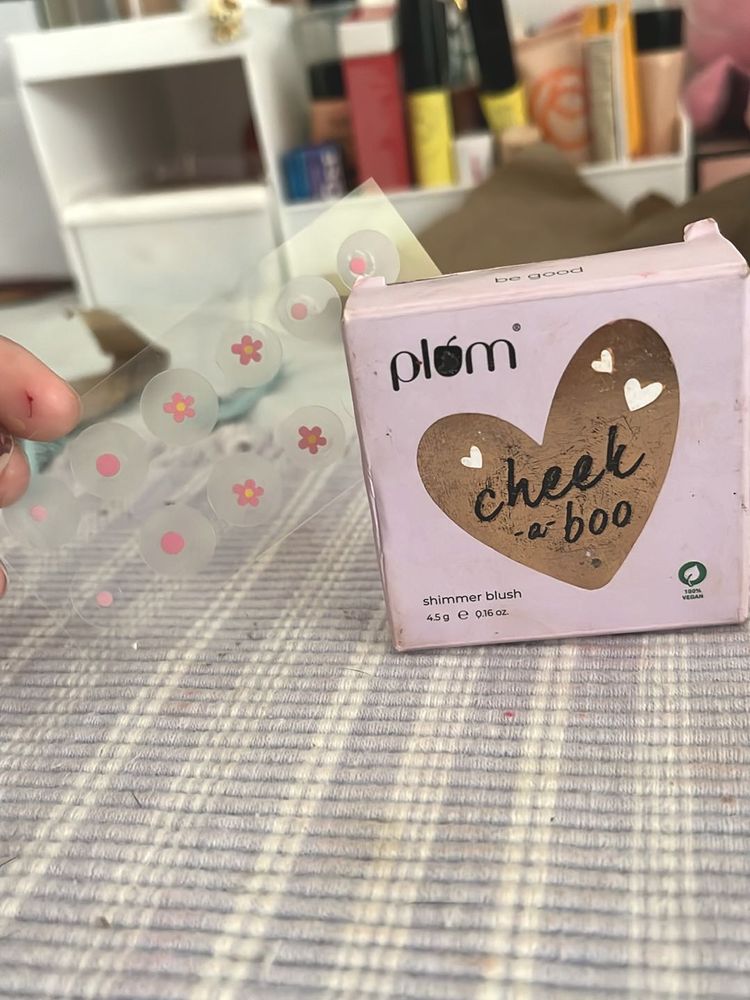 be good
plum®
cheek
-a- boo
shimmer blush
4.5 g ℮ 0.16 oz.
100%
VEGAN